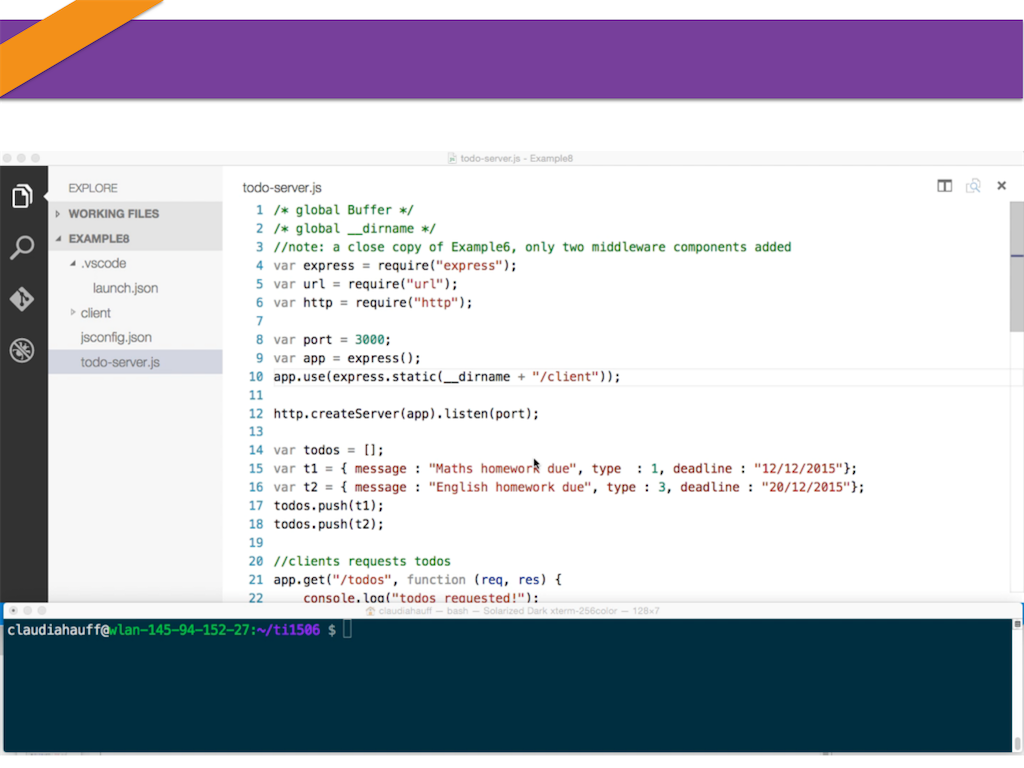 todo-server.js - Example8
EXPLORE
WORKING FILES
EXAMPLE8
.vscode
launch.json
client
jsconfig.json
todo-server.js
todo-server.js
1 /* global Buffer */
2 /* global __dirname */
3 //note: a close copy of Example6, only two middleware components added
4 var express = require("express");
5 var url = require("url");
6 var http = require("http");
7
8 var port = 3000;
9 var app = express();
10 app.use(express.static(__dirname + "/client"));
11
12 http.createServer(app).listen(port);
13
14 var todos = [];
15 var t1 = { message : "Maths homework due", type  : 1, deadline : "12/12/2015"};
16 var t2 = { message : "English homework due", type : 3, deadline : "20/12/2015"};
17 todos.push(t1);
18 todos.push(t2);
19
20 //clients requests todos
21 app.get("/todos", function (req, res) {
22     console.log("todos requested!");
claudiahauff — bash — Solarized Dark xterm-256color — 128×7
claudiahauff@wlan-145-94-152-27:~/ti1506 $